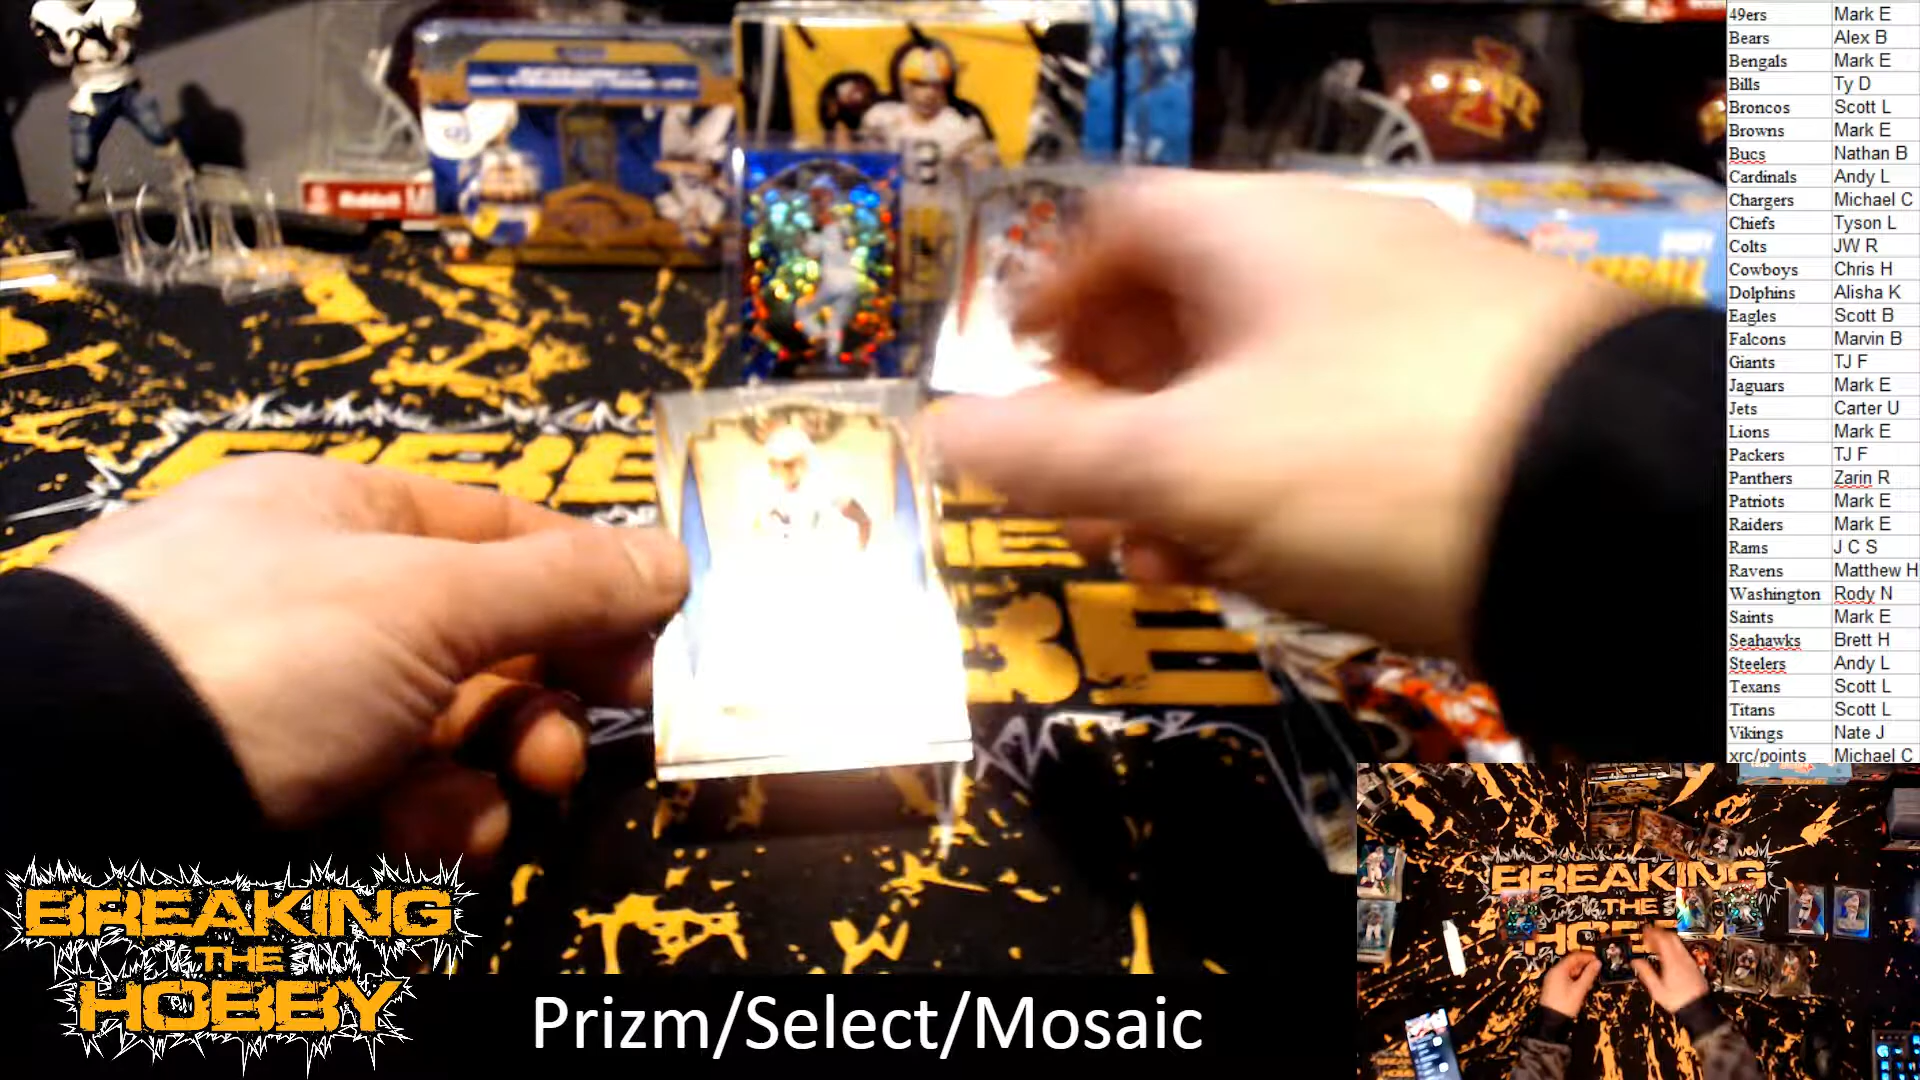 49ers Mark E
Bears Alex B
Bengals Mark E
Bills Ty D
Broncos Scott L
Browns Mark E
Bucs Nathan B
Cardinals Andy L
Chargers Michael C
Chiefs Tyson L
Colts JW R
Cowboys Chris H
Dolphins Alisha K
Eagles Scott B
Falcons Marvin B
Giants TJ F
Jaguars Mark E
Jets Carter U
Lions Mark E
Packers TJ F
Panthers Zarin R
Patriots Mark E
Raiders Mark E
Rams J C S
Ravens Matthew H
Washington Rody N
Saints Mark E
Seahawks Brett H
Steelers Andy L
Texans Scott L
Titans Scott L
Vikings Nate J
xrc/points Michael C
Riddell
BREAKING
THE
HOBBY
BREAKING
THE
Prizm/Select/Mosaic